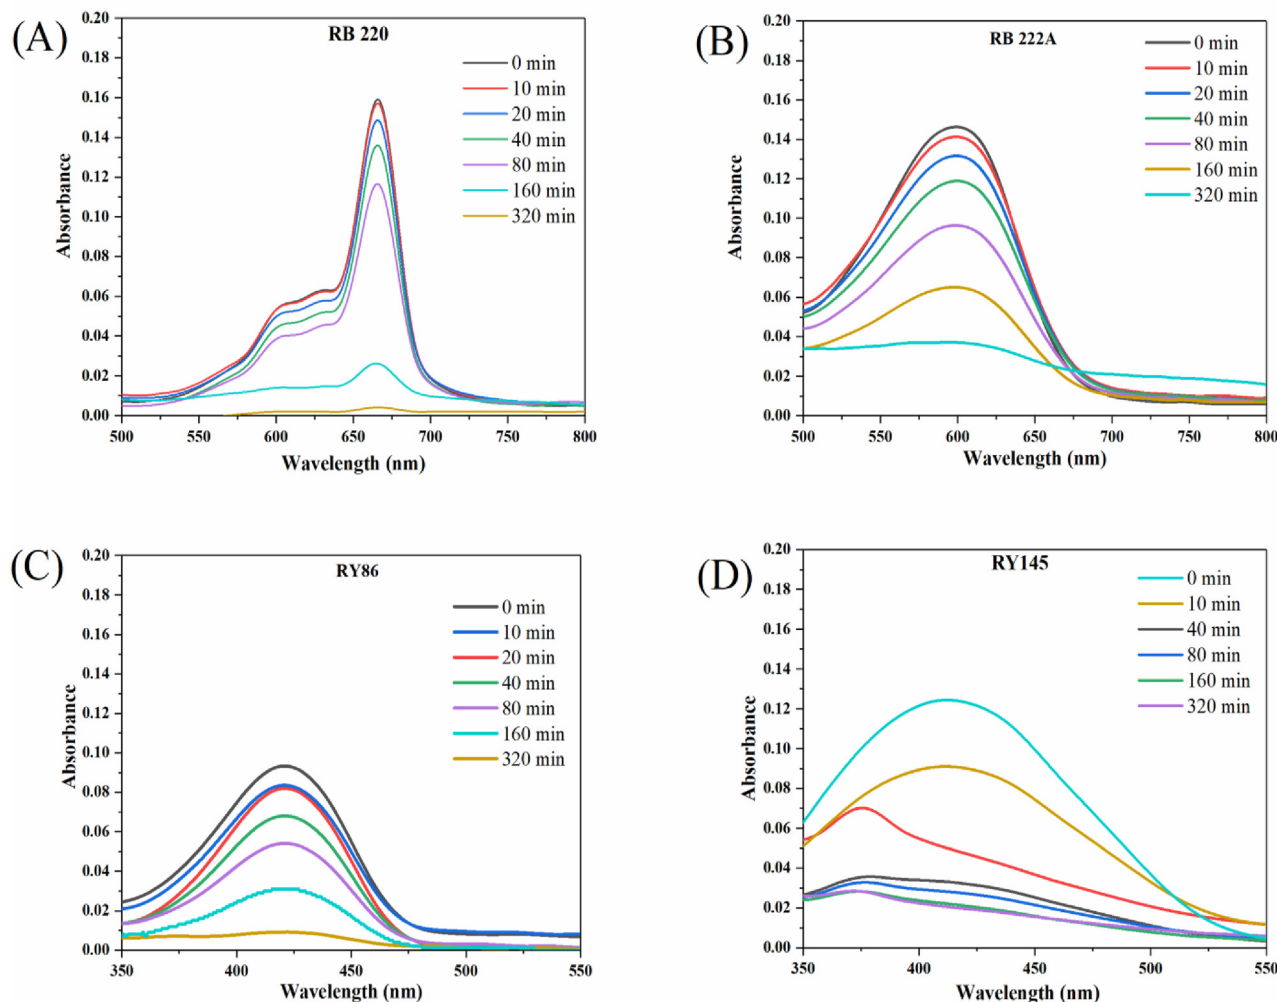 (A)
RB 220
0.20
0.18
0.16
0.14
0.12
0.10
0.08
0.06
0.04
0.02
0.00
Absorbance
0 min
10 min
20 min
40 min
80 min
160 min
320 min
500
550
600
650
700
750
800
Wavelength (nm)
(B)
RB 222A
0.20
0.18
0.16
0.14
0.12
0.10
0.08
0.06
0.04
0.02
0.00
Absorbance
0 min
10 min
20 min
40 min
80 min
160 min
320 min
500
550
600
650
700
750
800
Wavelength (nm)
(C)
RY86
0.20
0.18
0.16
0.14
0.12
0.10
0.08
0.06
0.04
0.02
0.00
Absorbance
0 min
10 min
20 min
40 min
80 min
160 min
320 min
350
400
450
500
550
Wavelength (nm)
(D)
RY145
0.20
0.18
0.16
0.14
0.12
0.10
0.08
0.06
0.04
0.02
0.00
Absorbance
0 min
10 min
40 min
80 min
160 min
320 min
350
400
450
500
550
Wavelength (nm)